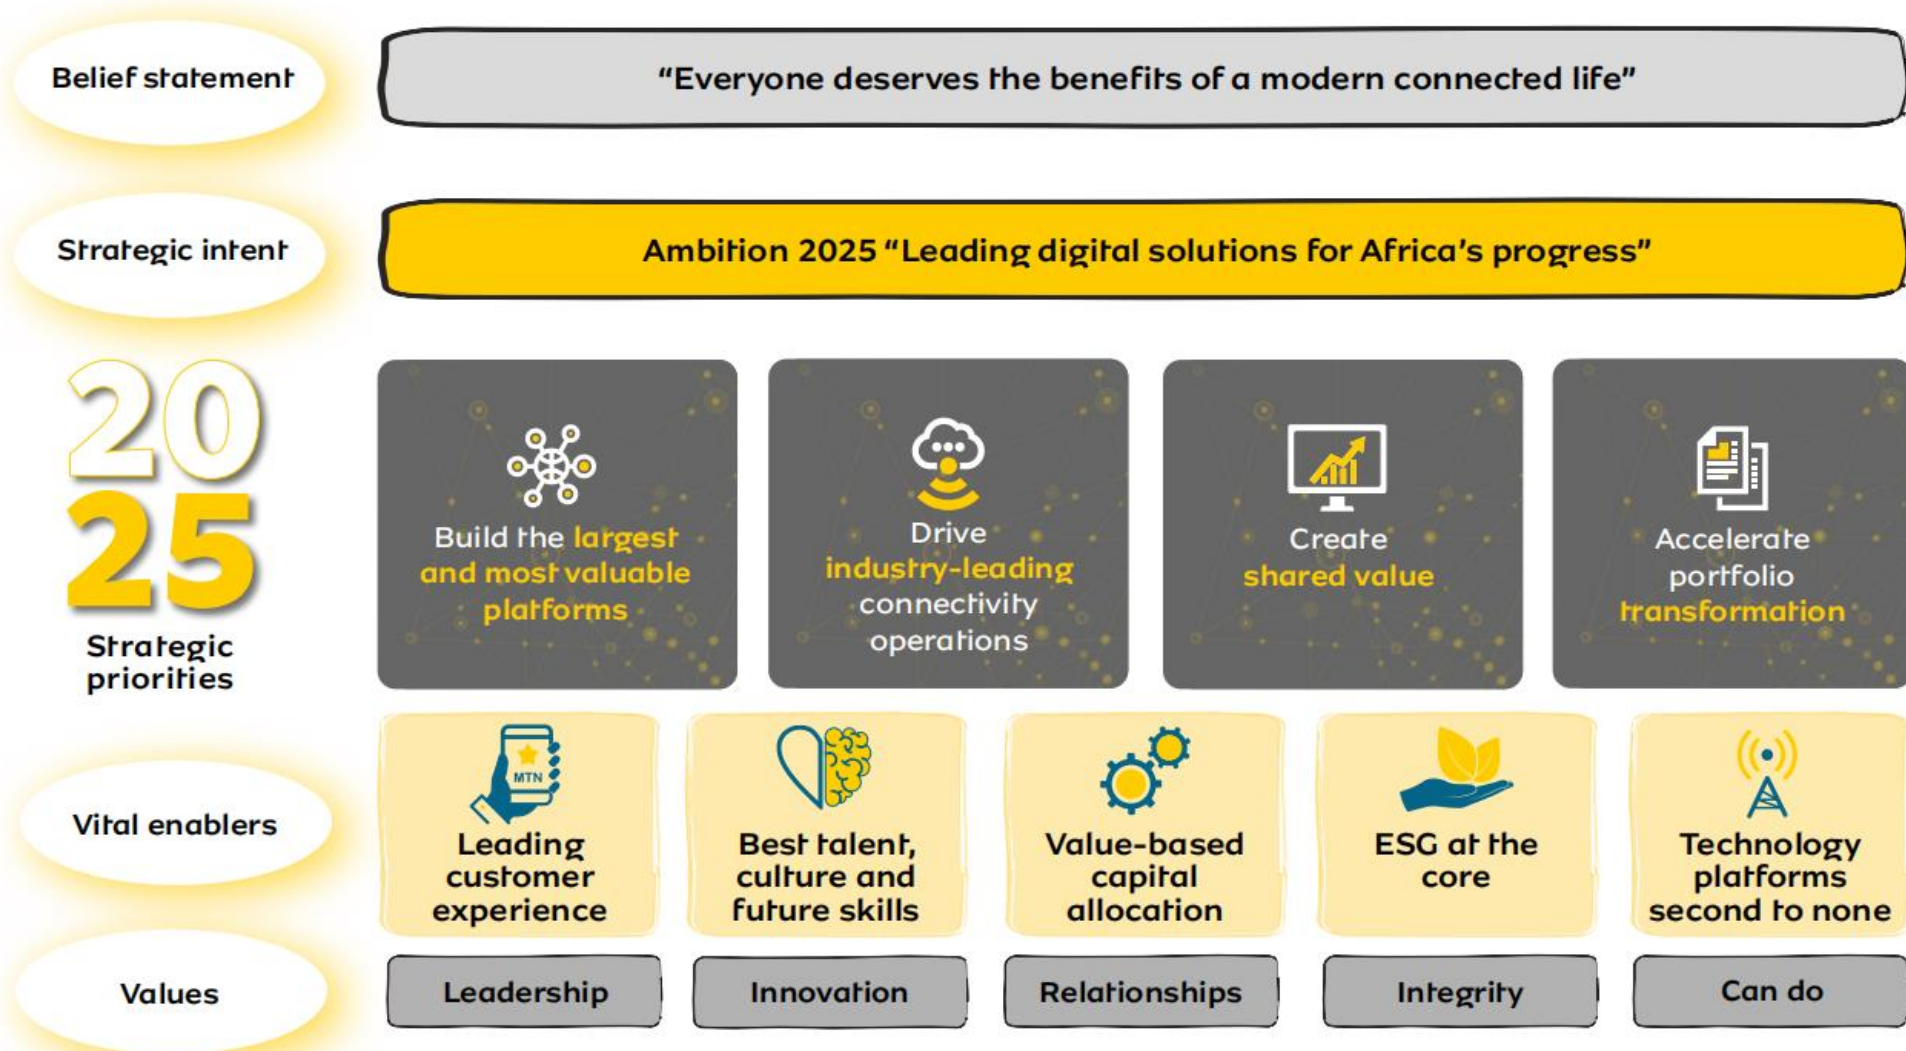 Belief statement
“Everyone deserves the benefits of a modern connected life”
Strategic intent
Ambition 2025 “Leading digital solutions for Africa’s progress”
20
25
Strategic
priorities
Build the largest
and most valuable
platforms
Drive
industry-leading
connectivity
operations
Create
shared value
Accelerate
portfolio
transformation
Vital enablers
MTN
Leading
customer
experience
Best talent,
culture and
future skills
Value-based
capital
allocation
ESG at the
core
Technology
platforms
second to none
Values
Leadership
Innovation
Relationships
Integrity
Can do